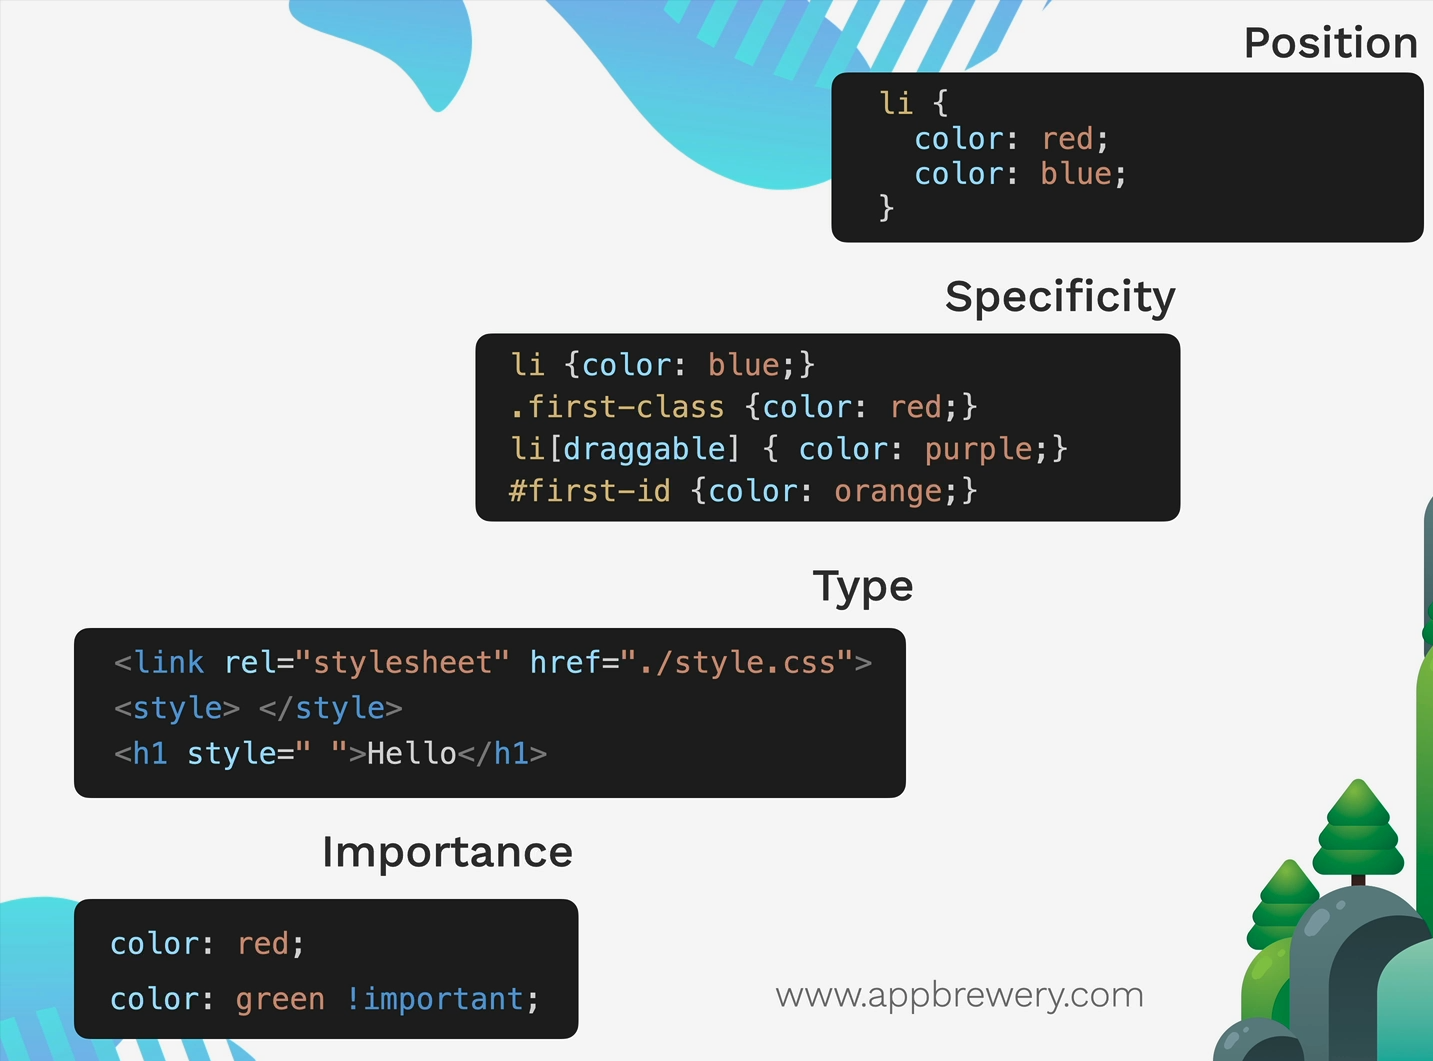 Position
li {
  color: red;
  color: blue;
}
Specificity
li {color: blue;}
.first-class {color: red;}
li[draggable] { color: purple;}
#first-id {color: orange;}
Type
<link rel="stylesheet" href="./style.css">
<style> </style>
<h1 style=" ">Hello</h1>
Importance
color: red;
color: green !important;
www.appbrewery.com